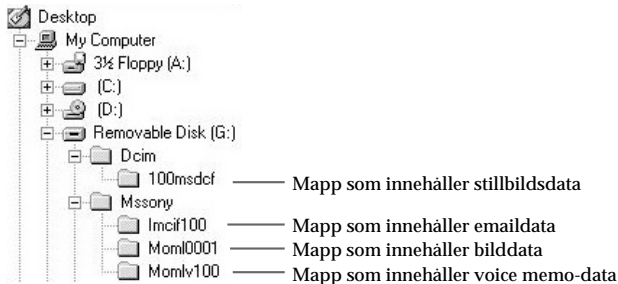 Desktop
My Computer
3½ Floppy (A:)
(C:)
(D:)
Removable Disk (G:)
Dcim
100msdcf Mapp som innehåller stillbildsdata
Mssony
Imcif100 Mapp som innehåller emaildata
Moml0001 Mapp som innehåller bilddata
Momlv100 Mapp som innehåller voice memo-data